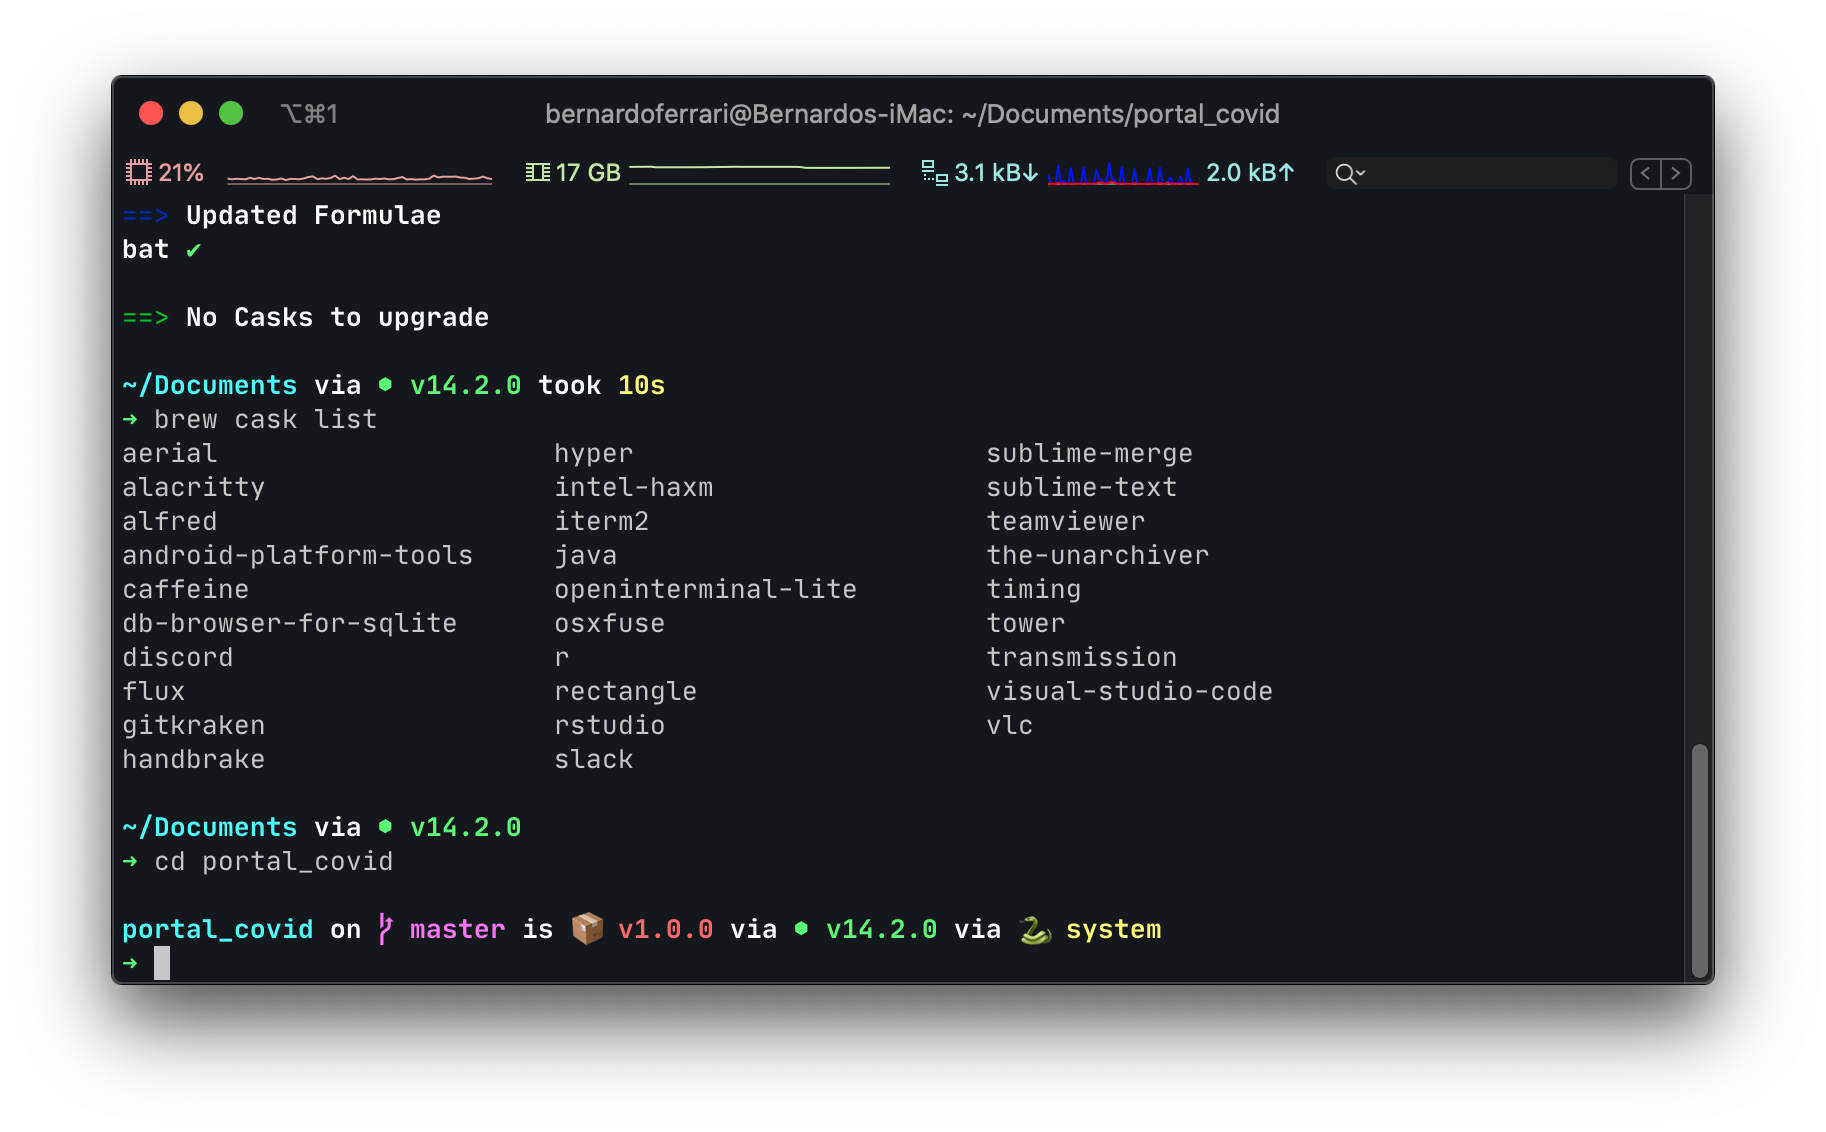 ⌥⌘1 bernardoferrari@Bernardos-iMac: ~/Documents/portal_covid
21% 17 GB 3.1 kB↓ 2.0 kB↑
==> Updated Formulae
bat ✔
==> No Casks to upgrade
~/Documents via ⬢ v14.2.0 took 10s
➜ brew cask list
aerial hyper sublime-merge
alacritty intel-haxm sublime-text
alfred iterm2 teamviewer
android-platform-tools java the-unarchiver
caffeine openinterminal-lite timing
db-browser-for-sqlite osxfuse tower
discord r transmission
flux rectangle visual-studio-code
gitkraken rstudio vlc
handbrake slack
~/Documents via ⬢ v14.2.0
➜ cd portal_covid
portal_covid on master is 📦 v1.0.0 via ⬢ v14.2.0 via 🐍 system
➜